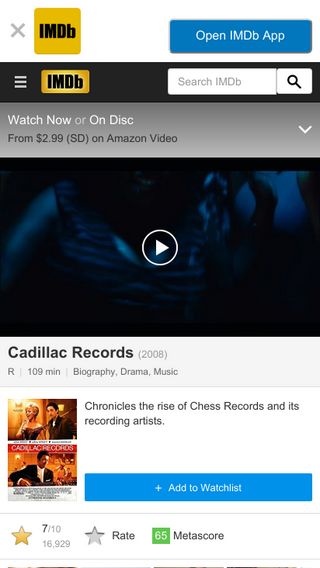 IMDb
Open IMDb App
IMDb
Search IMDb
Watch Now or On Disc
From $2.99 (SD) on Amazon Video
Cadillac Records (2008)
R | 109 min | Biography, Drama, Music
Chronicles the rise of Chess Records and its
recording artists.
CADILLAC RECORDS
+ Add to Watchlist
7/10
16,929
Rate
65 Metascore